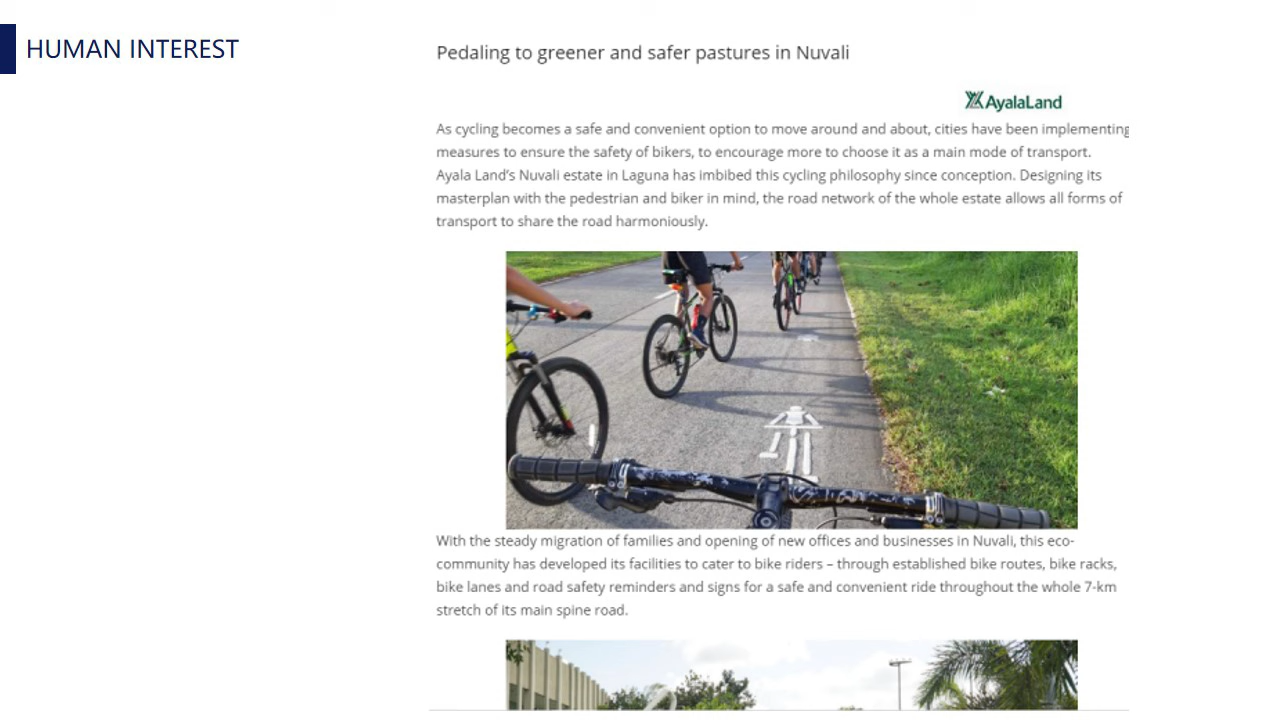 HUMAN INTEREST
Pedaling to greener and safer pastures in Nuvali
AyalaLand
As cycling becomes a safe and convenient option to move around and about, cities have been implementing
measures to ensure the safety of bikers, to encourage more to choose it as a main mode of transport.
Ayala Land’s Nuvali estate in Laguna has imbibed this cycling philosophy since conception. Designing its
masterplan with the pedestrian and biker in mind, the road network of the whole estate allows all forms of
transport to share the road harmoniously.
With the steady migration of families and opening of new offices and businesses in Nuvali, this eco-
community has developed its facilities to cater to bike riders – through established bike routes, bike racks,
bike lanes and road safety reminders and signs for a safe and convenient ride throughout the whole 7-km
stretch of its main spine road.